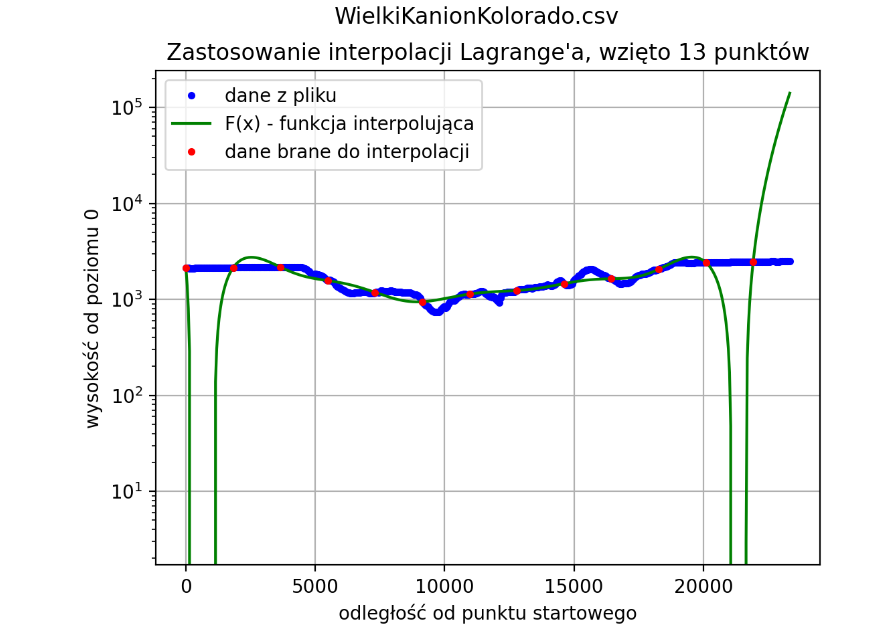 WielkiKanionKolorado.csv
Zastosowanie interpolacji Lagrange'a, wzięto 13 punktów
dane z pliku
F(x) - funkcja interpolująca
dane brane do interpolacji
wysokość od poziomu 0
10⁵
10⁴
10³
10²
10¹
0 5000 10000 15000 20000
odległość od punktu startowego